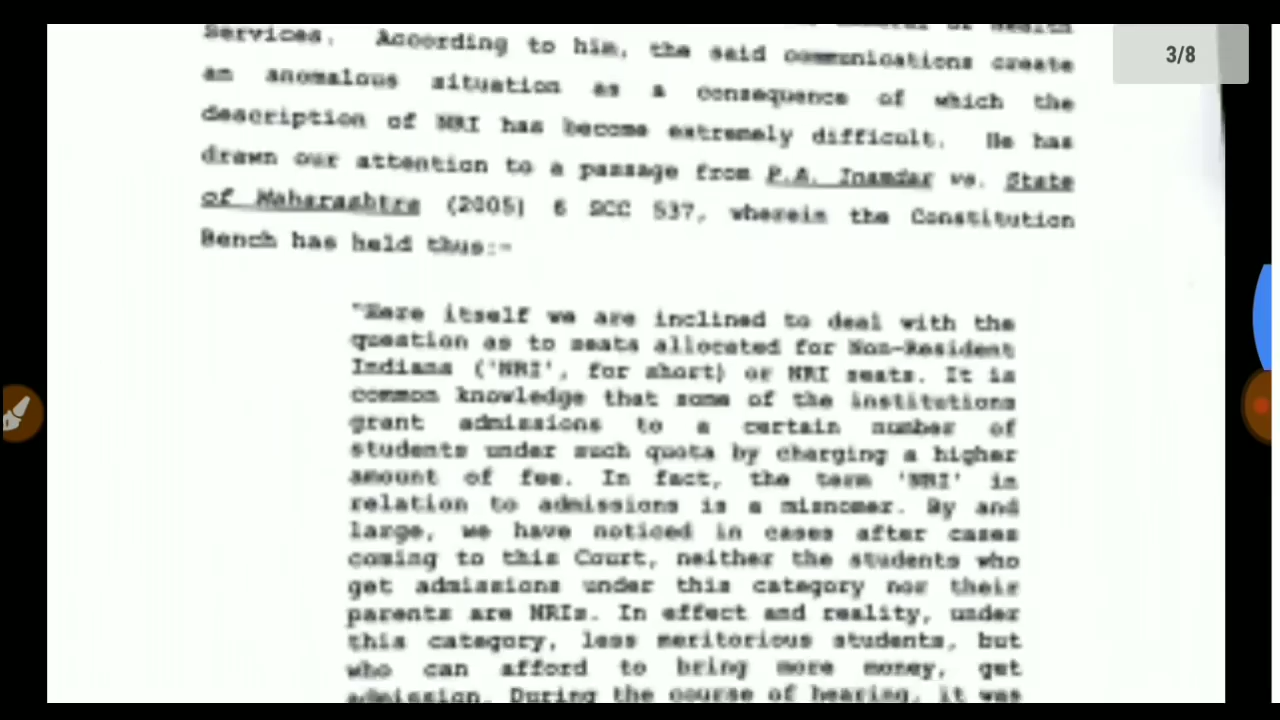 of Health
3/8
Services. According to him, the said communications create
an anomalous situation as a consequence of which the
description of NRI has become extremely difficult. He has
drawn our attention to a passage from P.A. Inamdar vs. State
of Maharashtra (2005) 6 SCC 537, wherein the Constitution
Bench has held thus:-
"Here itself we are inclined to deal with the
question as to seats allocated for Non-Resident
Indians ('NRI', for short) or NRI seats. It is
common knowledge that some of the institutions
grant admissions to a certain number of
students under such quota by charging a higher
amount of fee. In fact, the term 'NRI' in
relation to admissions is a misnomer. By and
large, we have noticed in cases after cases
coming to this Court, neither the students who
get admissions under this category nor their
parents are NRIs. In effect and reality, under
this category, less meritorious students, but
who can afford to bring more money, get
admission. During the course of hearing, it was